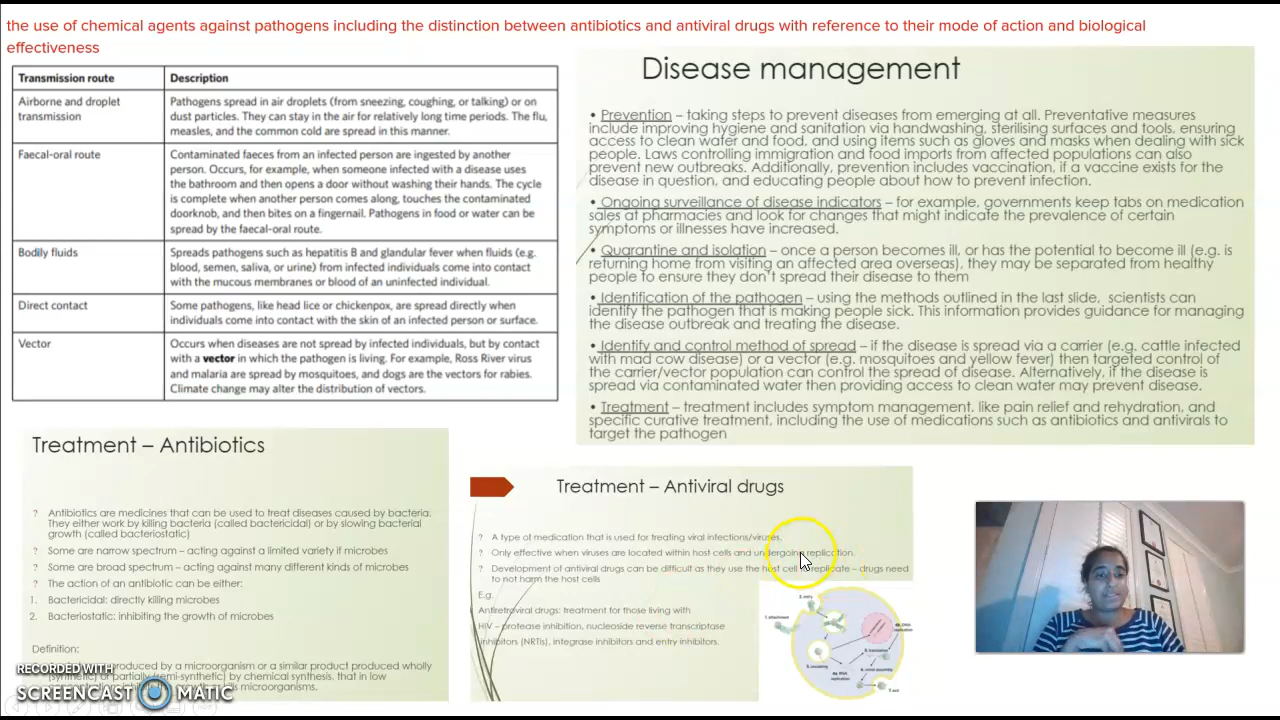 the use of chemical agents against pathogens including the distinction between antibiotics and antiviral drugs with reference to their mode of action and biological
effectiveness
Transmission route Description
Airborne and droplet
transmission
Pathogens spread in air droplets (from sneezing, coughing, or talking) or on
dust particles. They can stay in the air for relatively long time periods. The flu,
measles, and the common cold are spread in this manner.
Faecal-oral route
Contaminated faeces from an infected person are ingested by another
person. Occurs, for example, when someone infected with a disease uses
the bathroom and then opens a door without washing their hands. The cycle
is complete when another person comes along, touches the contaminated
doorknob, and then bites on a fingernail. Pathogens in food or water can be
spread by the faecal-oral route.
Bodily fluids
Spreads pathogens such as hepatitis B and glandular fever when fluids (e.g.
blood, semen, saliva, or urine) from infected individuals come into contact
with the mucous membranes or blood of an uninfected individual.
Direct contact
Some pathogens, like head lice or chickenpox, are spread directly when
individuals come into contact with the skin of an infected person or surface.
Vector
Occurs when diseases are not spread by infected individuals, but by contact
with a vector in which the pathogen is living. For example, Ross River virus
and malaria are spread by mosquitoes, and dogs are the vectors for rabies.
Climate change may alter the distribution of vectors.
Disease management
• Prevention – taking steps to prevent diseases from emerging at all. Preventative measures
include improving hygiene and sanitation via handwashing, sterilising surfaces and tools, ensuring
access to clean water and food, and using items such as gloves and masks when dealing with sick
people. Laws controlling immigration and food imports from affected populations can also
prevent new outbreaks. Additionally, prevention includes vaccination, if a vaccine exists for the
disease in question, and educating people about how to prevent infection.
• Ongoing surveillance of disease indicators – for example, governments keep tabs on medication
sales at pharmacies and look for changes that might indicate the prevalence of certain
symptoms or illnesses have increased.
• Quarantine and isolation – once a person becomes ill, or has the potential to become ill (e.g. is
returning home from visiting an affected area overseas), they may be separated from healthy
people to ensure they don't spread their disease to them
• Identification of the pathogen – using the methods outlined in the last slide, scientists can
identify the pathogen that is making people sick. This information provides guidance for managing
the disease outbreak and treating the disease.
• Identify and control method of spread – if the disease is spread via a carrier (e.g. cattle infected
with mad cow disease) or a vector (e.g. mosquitoes and yellow fever) then targeted control of
the carrier/vector population can control the spread of disease. Alternatively, if the disease is
spread via contaminated water then providing access to clean water may prevent disease.
• Treatment – treatment includes symptom management, like pain relief and rehydration, and
specific curative treatment, including the use of medications such as antibiotics and antivirals to
target the pathogen
Treatment – Antibiotics
? Antibiotics are medicines that can be used to treat diseases caused by bacteria.
They either work by killing bacteria (called bactericidal) or by slowing bacterial
growth (called bacteriostatic)
? Some are narrow spectrum – acting against a limited variety if microbes
? Some are broad spectrum – acting against many different kinds of microbes
? The action of an antibiotic can be either:
1. Bactericidal: directly killing microbes
2. Bacteriostatic: inhibiting the growth of microbes
Definition:
produced by a microorganism or a similar product produced wholly
(synthetic) or partially (semi-synthetic) by chemical synthesis, that in low
kills microorganisms.
RECORDED WITH
SCREENCAST MATIC
Treatment – Antiviral drugs
? A type of medication that is used for treating viral infections/viruses.
? Only effective when viruses are located within host cells and undergoing replication.
? Development of antiviral drugs can be difficult as they use the host cell replicate – drugs need
to not harm the host cells
E.g.
Antiretroviral drugs: treatment for those living with
HIV – protease inhibition, nucleoside reverse transcriptase
inhibitors (NRTIs), integrase inhibitors and entry inhibitors.
1. attachment
2. entry